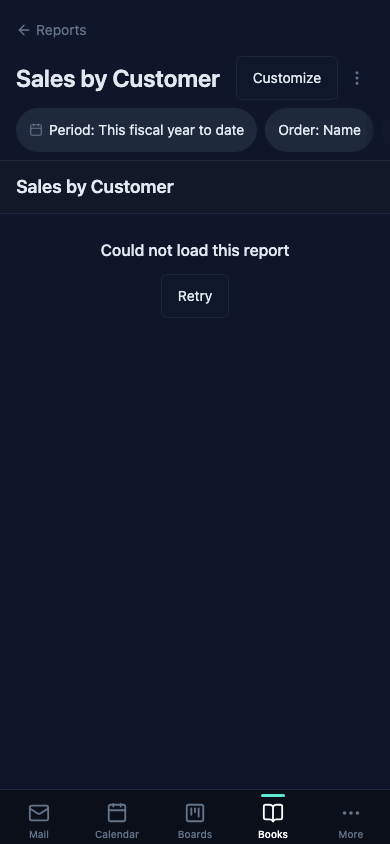 Reports
Sales by Customer
Customize
Period: This fiscal year to date
Order: Name
Sales by Customer
Could not load this report
Retry
Mail
Calendar
Boards
Books
More